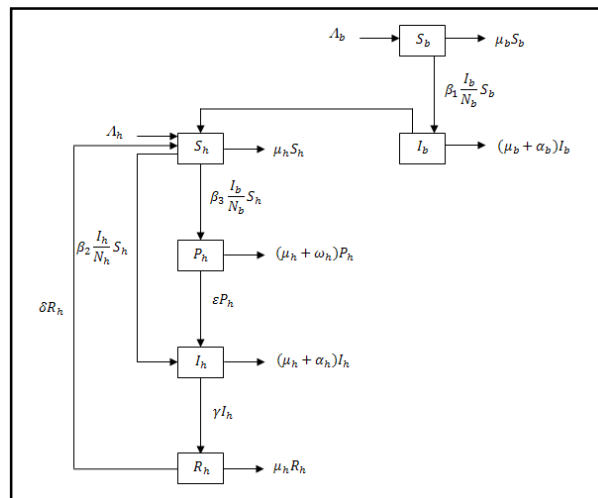 Λ_b
S_b
μ_b S_b
β_1 I_b/N_b S_b
Λ_h
S_h
μ_h S_h
I_b
(μ_b + α_b)I_b
β_3 I_b/N_b S_h
β_2 I_h/N_h S_h
P_h
(μ_h + ω_h)P_h
δR_h
εP_h
I_h
(μ_h + α_h)I_h
γI_h
R_h
μ_h R_h